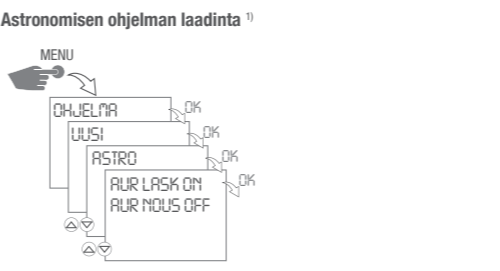 Astronomisen ohjelman laadinta 1)
MENU
OHJELMA
OK
UUSI
OK
ASTRO
OK
AUR LASK ON
OK
AUR NOUS OFF